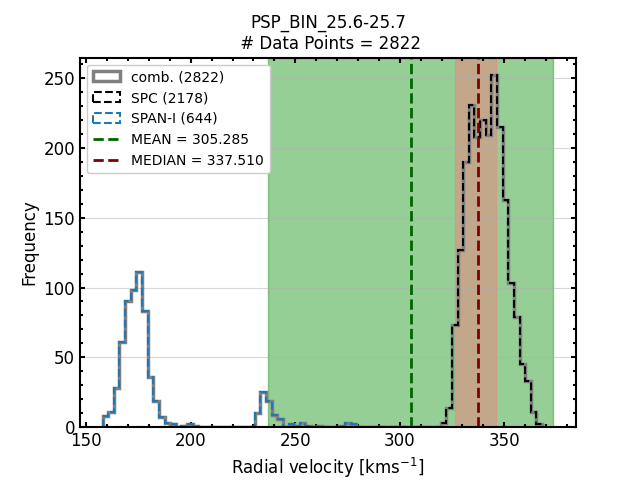 PSP_BIN_25.6-25.7
# Data Points = 2822
comb. (2822)
SPC (2178)
SPAN-I (644)
MEAN = 305.285
MEDIAN = 337.510
Frequency
250
200
150
100
50
0
150 200 250 300 350
Radial velocity [kms⁻¹]